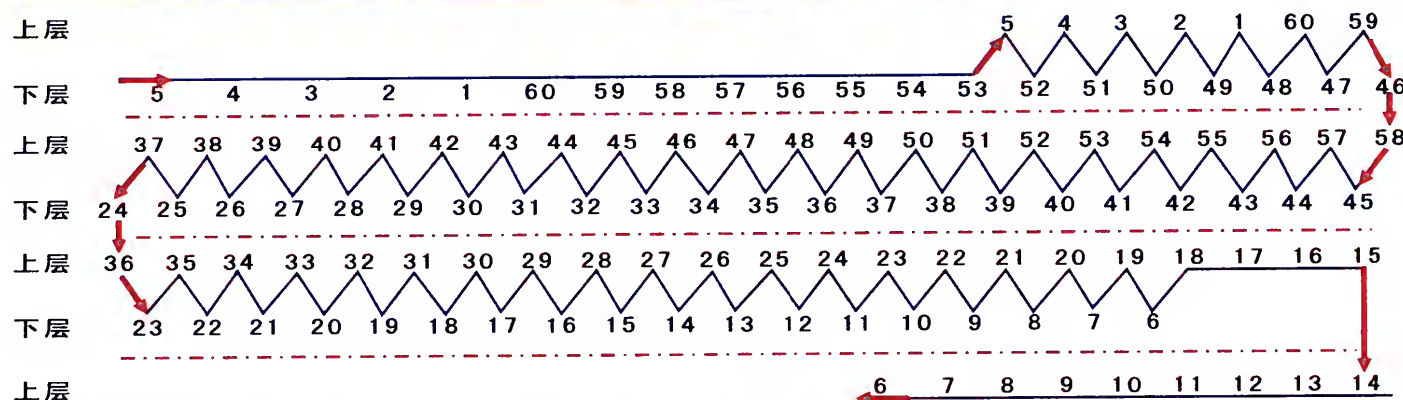 上层 5 4 3 2 1 60 59
下层 5 4 3 2 1 60 59 58 57 56 55 54 53 52 51 50 49 48 47 46
上层 37 38 39 40 41 42 43 44 45 46 47 48 49 50 51 52 53 54 55 56 57 58
下层 24 25 26 27 28 29 30 31 32 33 34 35 36 37 38 39 40 41 42 43 44 45
上层 36 35 34 33 32 31 30 29 28 27 26 25 24 23 22 21 20 19 18 17 16 15
下层 23 22 21 20 19 18 17 16 15 14 13 12 11 10 9 8 7 6
上层 6 7 8 9 10 11 12 13 14